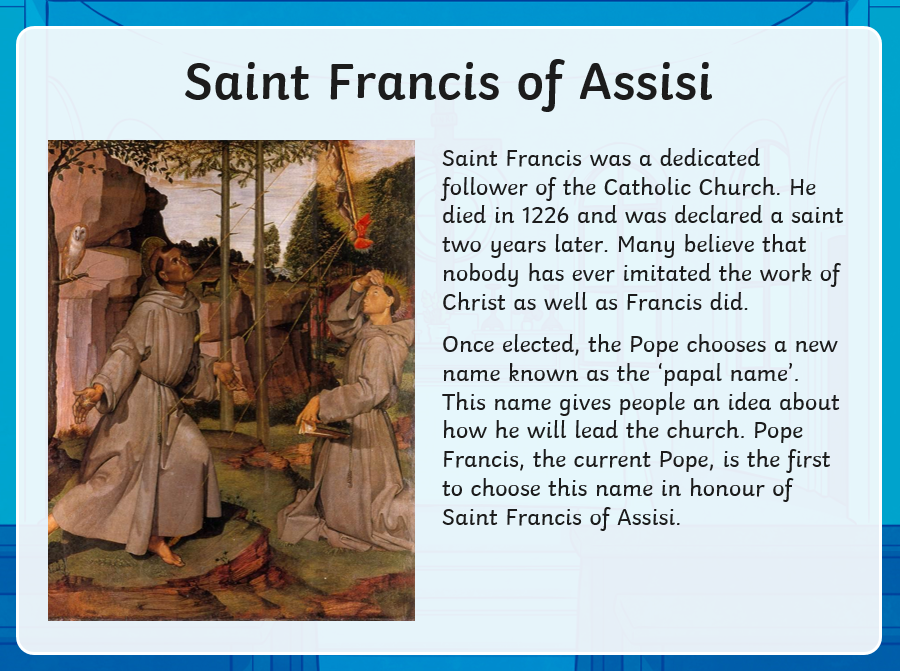 Saint Francis of Assisi
Saint Francis was a dedicated
follower of the Catholic Church. He
died in 1226 and was declared a saint
two years later. Many believe that
nobody has ever imitated the work of
Christ as well as Francis did.
Once elected, the Pope chooses a new
name known as the ‘papal name’.
This name gives people an idea about
how he will lead the church. Pope
Francis, the current Pope, is the first
to choose this name in honour of
Saint Francis of Assisi.